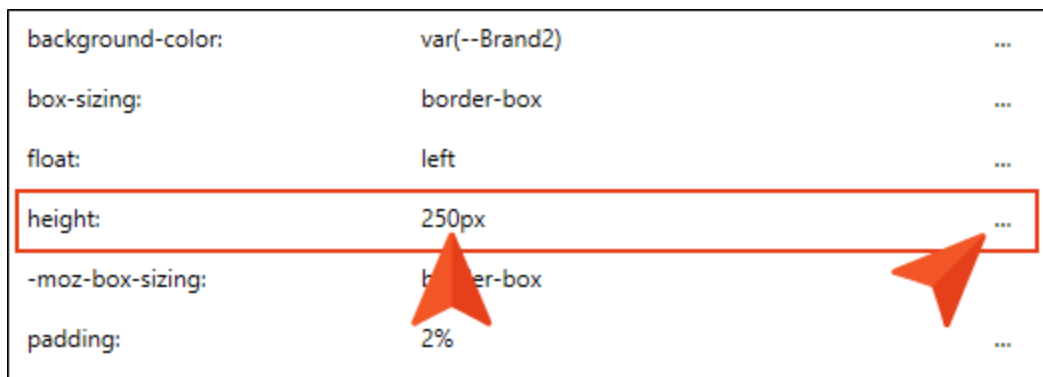 background-color: var(--Brand2) ...
box-sizing: border-box ...
float: left ...
height: 250px ...
-moz-box-sizing:
padding: 2% ...